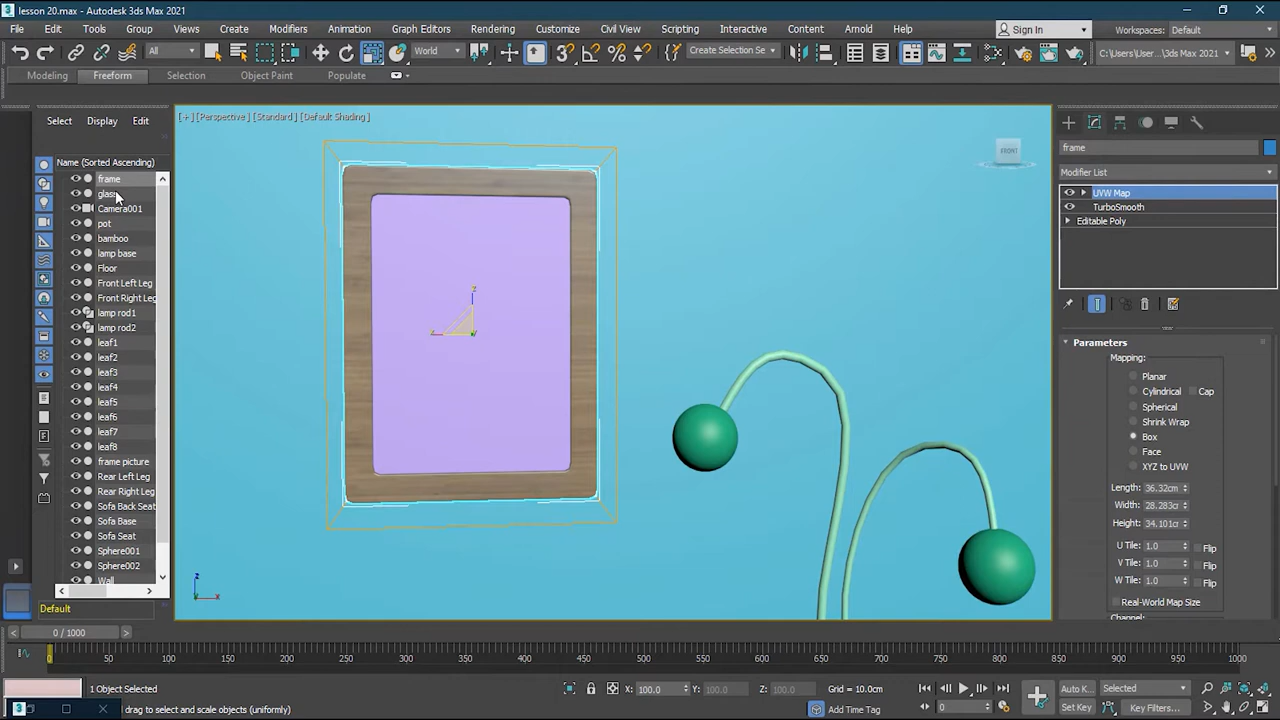 lesson 20.max - Autodesk 3ds Max 2021
File Edit Tools Group Views Create Modifiers Animation Graph Editors Rendering Customize Civil View Scripting Interactive Content Arnold Help Sign In Workspaces: Default
All World Create Selection Se C:\Users\User ...\3ds Max 2021
Modeling Freeform Selection Object Paint Populate
[+] [Perspective] [Standard] [Default Shading]
Select Display Edit
Name (Sorted Ascending)
frame
glass
Camera001
pot
bamboo
lamp base
Floor
Front Left Leg
Front Right Leg
lamp rod1
lamp rod2
leaf1
leaf2
leaf3
leaf4
leaf5
leaf6
leaf7
leaf8
frame picture
Rear Left Leg
Rear Right Leg
Sofa Back Seat
Sofa Base
Sofa Seat
Sphere001
Sphere002
Wall
Default
FRONT
z
x
frame
Modifier List
UVW Map
TurboSmooth
Editable Poly
Parameters
Mapping:
Planar
Cylindrical Cap
Spherical
Shrink Wrap
Box
Face
XYZ to UVW
Length: 36.32cm
Width: 28.283cr
Height: 34.101cr
U Tile: 1.0 Flip
V Tile: 1.0 Flip
W Tile: 1.0 Flip
Real-World Map Size
Channel:
0 / 1000
0 50 100 150 200 250 300 350 400 450 500 550 600 650 700 750 800 850 900 950 1000
1 Object Selected X: 100.0 Y: 100.0 Z: 100.0 Grid = 10.0cm Auto K... Selected
drag to select and scale objects (uniformly) Add Time Tag 0 Set Key Key Filters...